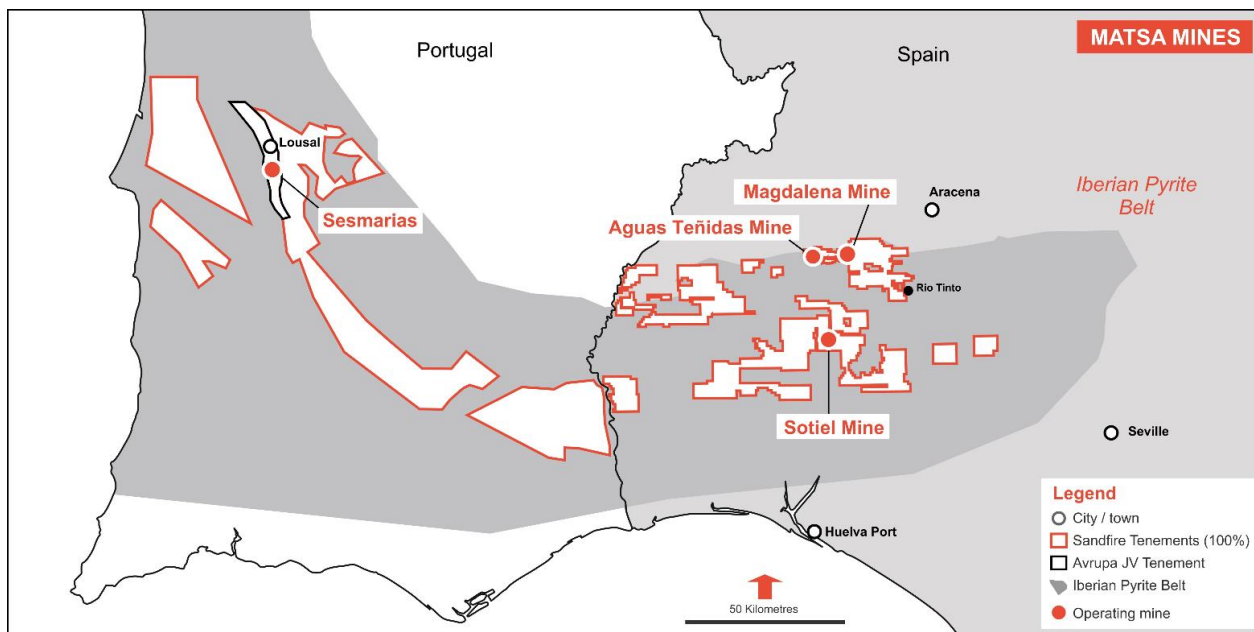 MATSA MINES
Portugal
Spain
Lousal
Sesmarias
Magdalena Mine
Aracena
Iberian Pyrite
Belt
Aguas Teñidas Mine
Rio Tinto
Sotiel Mine
Seville
Huelva Port
50 Kilometres
Legend
City / town
Sandfire Tenements (100%)
Avrupa JV Tenement
Iberian Pyrite Belt
Operating mine